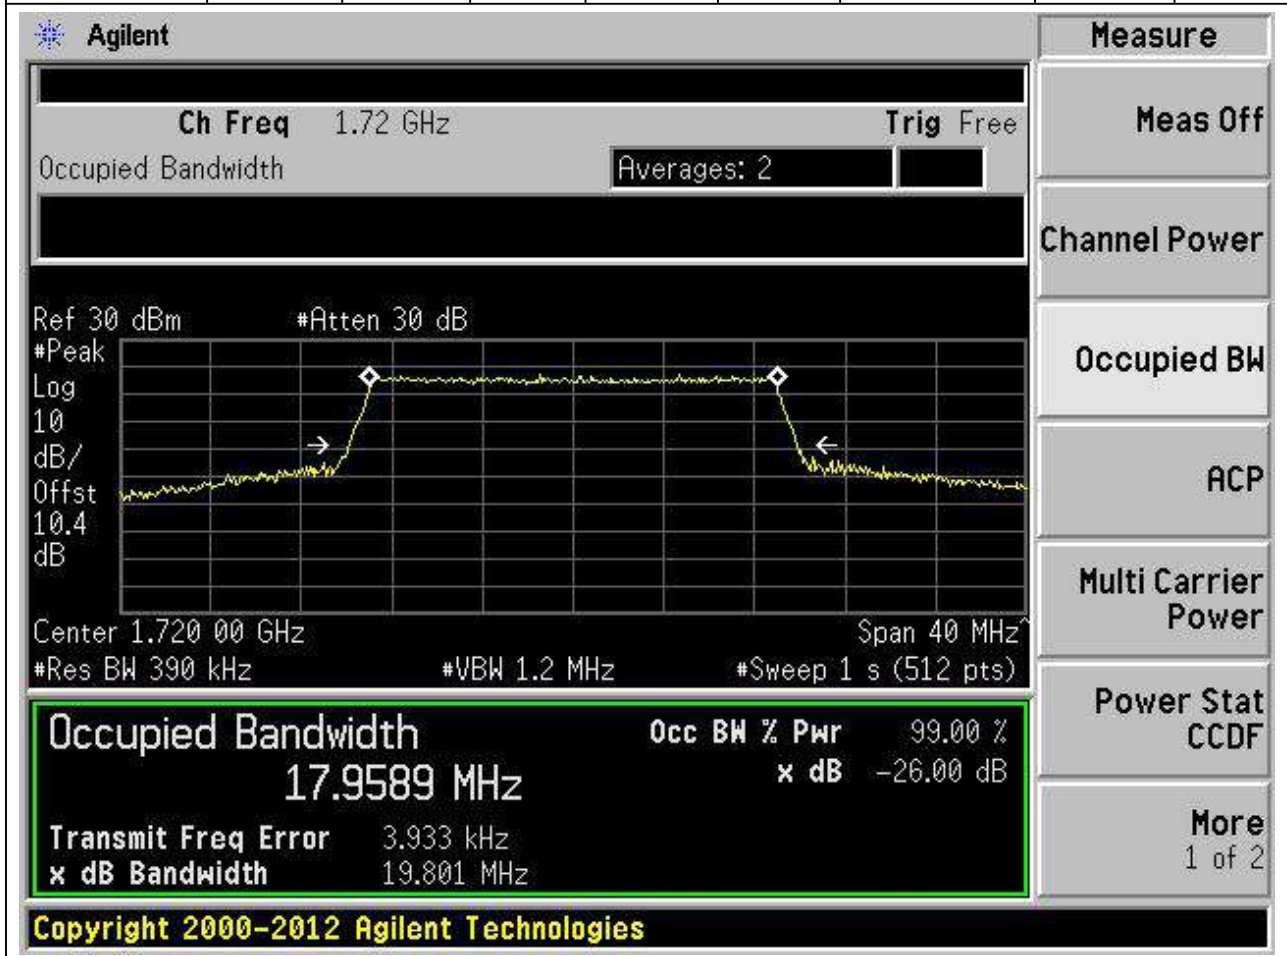 Agilent
Measure
Ch Freq 1.72 GHz Trig Free
Occupied Bandwidth Averages: 2
Meas Off
Channel Power
Occupied BW
ACP
Multi Carrier
Power
Power Stat
CCDF
More
1 of 2
Ref 30 dBm #Atten 30 dB
#Peak
Log
10
dB/
Offst
10.4
dB
Center 1.720 00 GHz Span 40 MHz^
#Res BW 390 kHz #VBW 1.2 MHz #Sweep 1 s (512 pts)
Occupied Bandwidth Occ BW % Pwr 99.00 %
17.9589 MHz x dB -26.00 dB
Transmit Freq Error 3.933 kHz
x dB Bandwidth 19.801 MHz
Copyright 2000-2012 Agilent Technologies